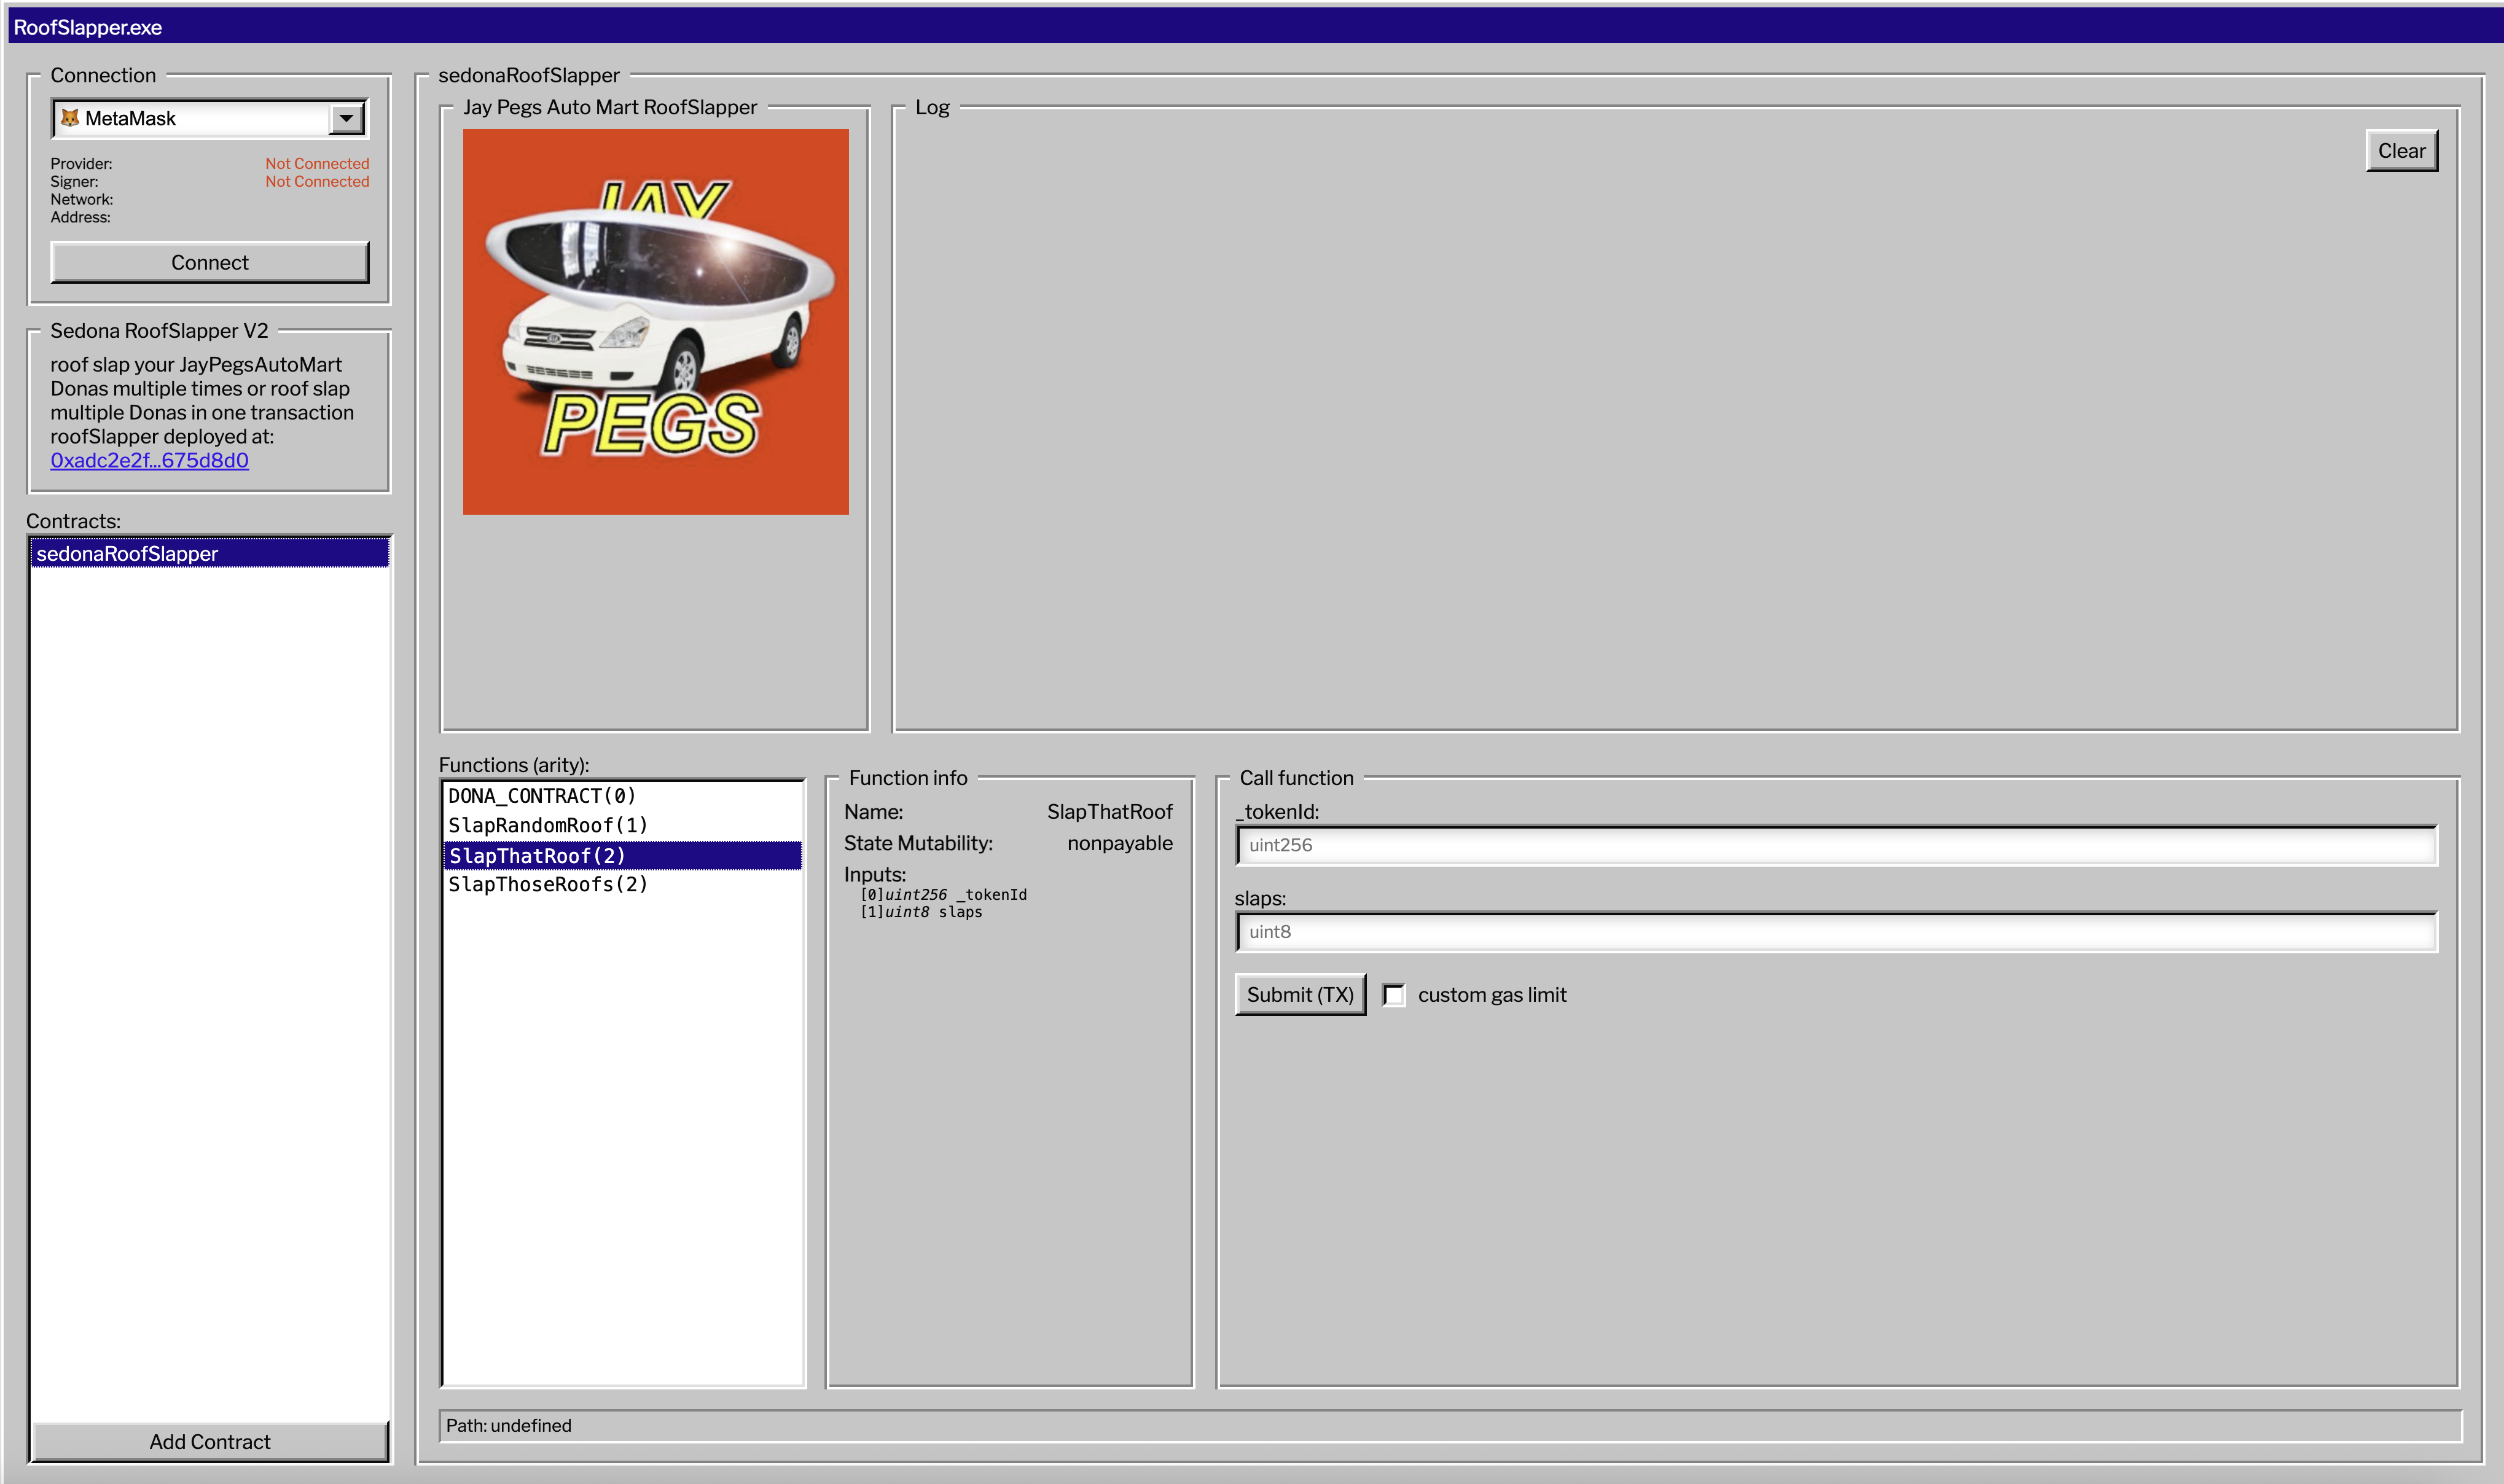 RoofSlapper.exe
Connection
MetaMask
Provider: Not Connected
Signer: Not Connected
Network:
Address:
Connect
Sedona RoofSlapper V2
roof slap your JayPegsAutoMart
Donas multiple times or roof slap
multiple Donas in one transaction
roofSlapper deployed at:
0xadc2e2f...675d8d0
Contracts:
sedonaRoofSlapper
Add Contract
sedonaRoofSlapper
Jay Pegs Auto Mart RoofSlapper
JAY
PEGS
Log
Clear
Functions (arity):
DONA_CONTRACT(0)
SlapRandomRoof(1)
SlapThatRoof(2)
SlapThoseRoofs(2)
Function info
Name: SlapThatRoof
State Mutability: nonpayable
Inputs:
[0]uint256 _tokenId
[1]uint8 slaps
Call function
_tokenId:
uint256
slaps:
uint8
Submit (TX) custom gas limit
Path: undefined